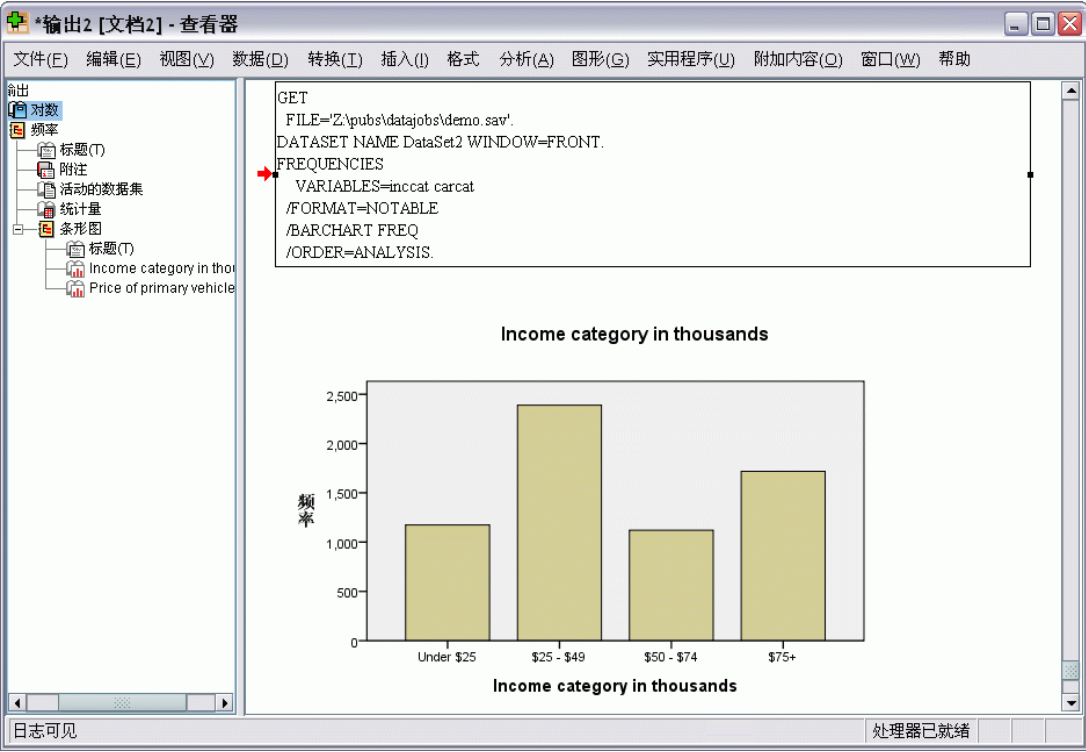 *输出2 [文档2] - 查看器
文件(F) 编辑(E) 视图(V) 数据(D) 转换(T) 插入(I) 格式 分析(A) 图形(G) 实用程序(U) 附加内容(O) 窗口(W) 帮助
输出
对数
频率
标题(T)
附注
活动的数据集
统计量
条形图
标题(T)
Income category in thou
Price of primary vehicle
GET
FILE='Z:\pubs\datajobs\demo.sav'.
DATASET NAME DataSet2 WINDOW=FRONT.
FREQUENCIES
VARIABLES=inccat carcat
/FORMAT=NOTABLE
/BARCHART FREQ
/ORDER=ANALYSIS.
Income category in thousands
频率
2,500
2,000
1,500
1,000
500
0
Under $25 $25 - $49 $50 - $74 $75+
Income category in thousands
日志可见 处理器已就绪